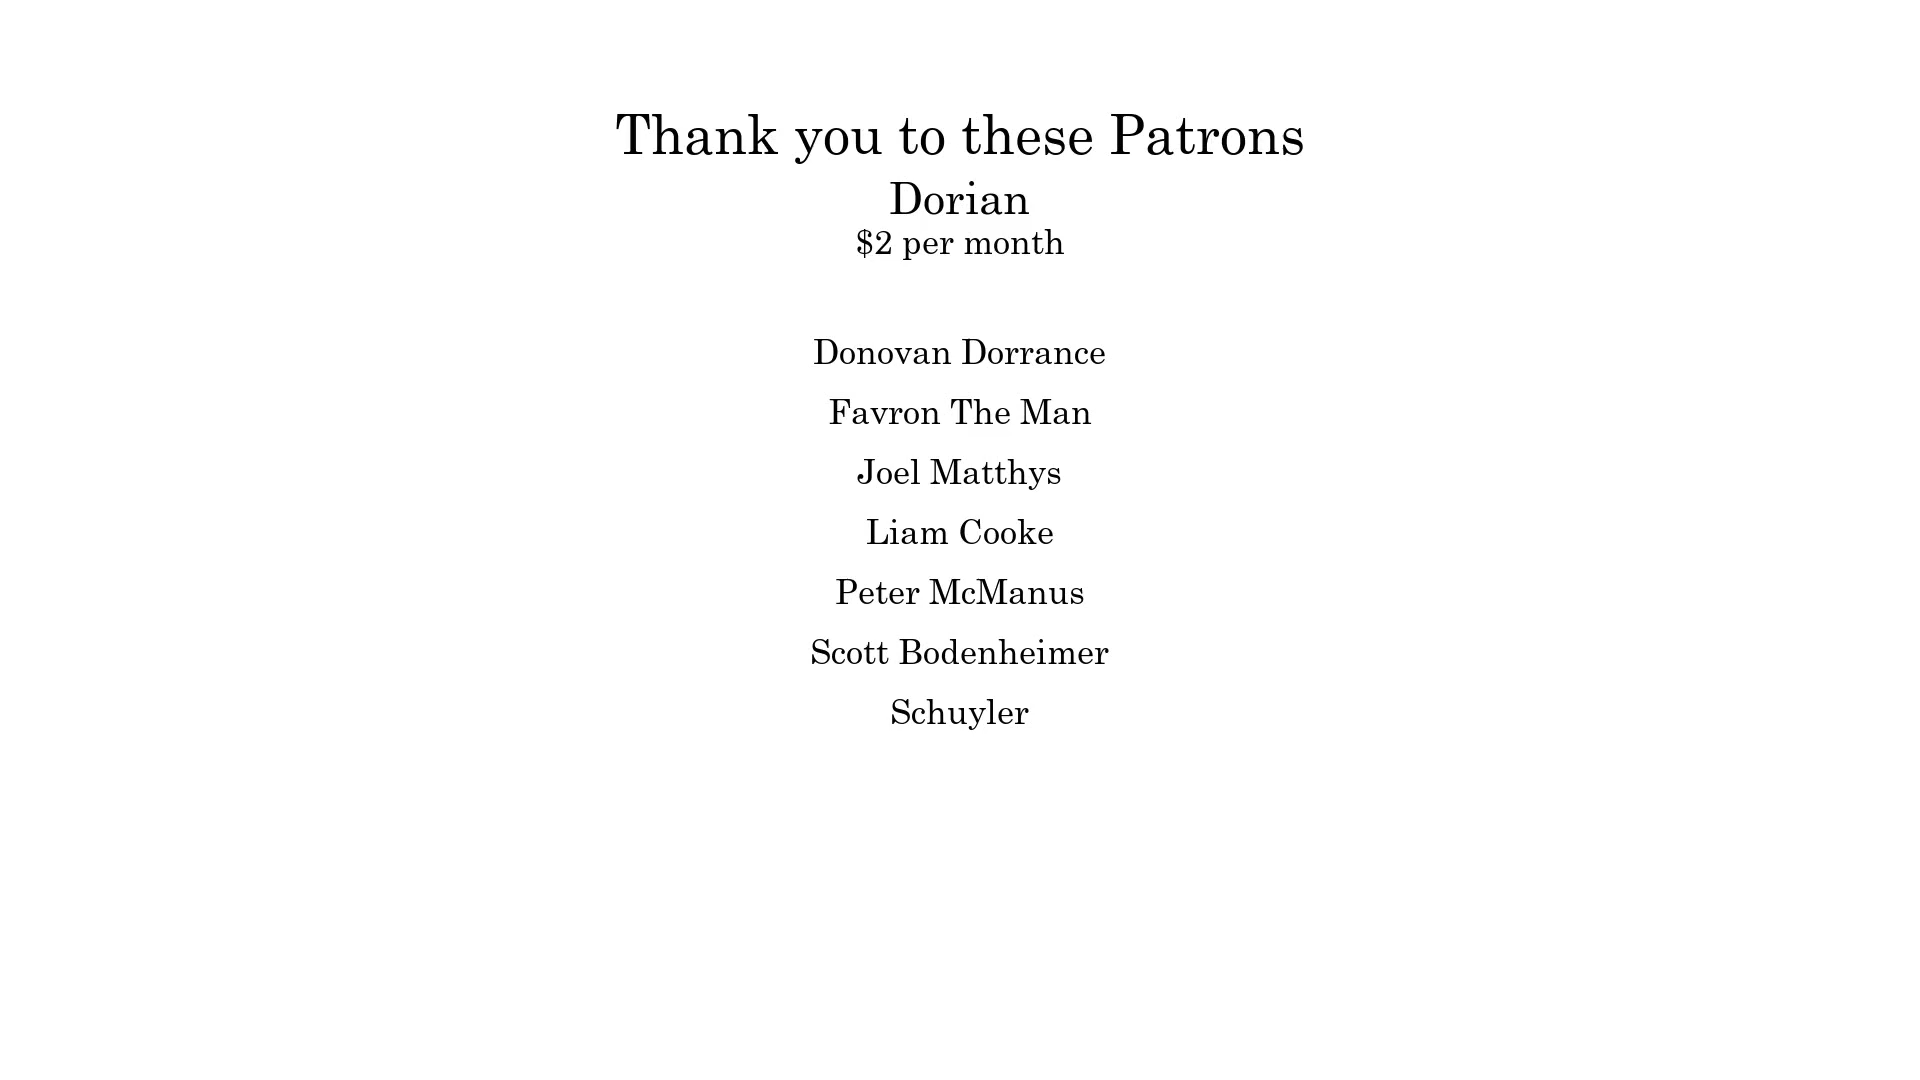 Thank you to these Patrons
Dorian
$2 per month
Donovan Dorrance
Favron The Man
Joel Matthys
Liam Cooke
Peter McManus
Scott Bodenheimer
Schuyler